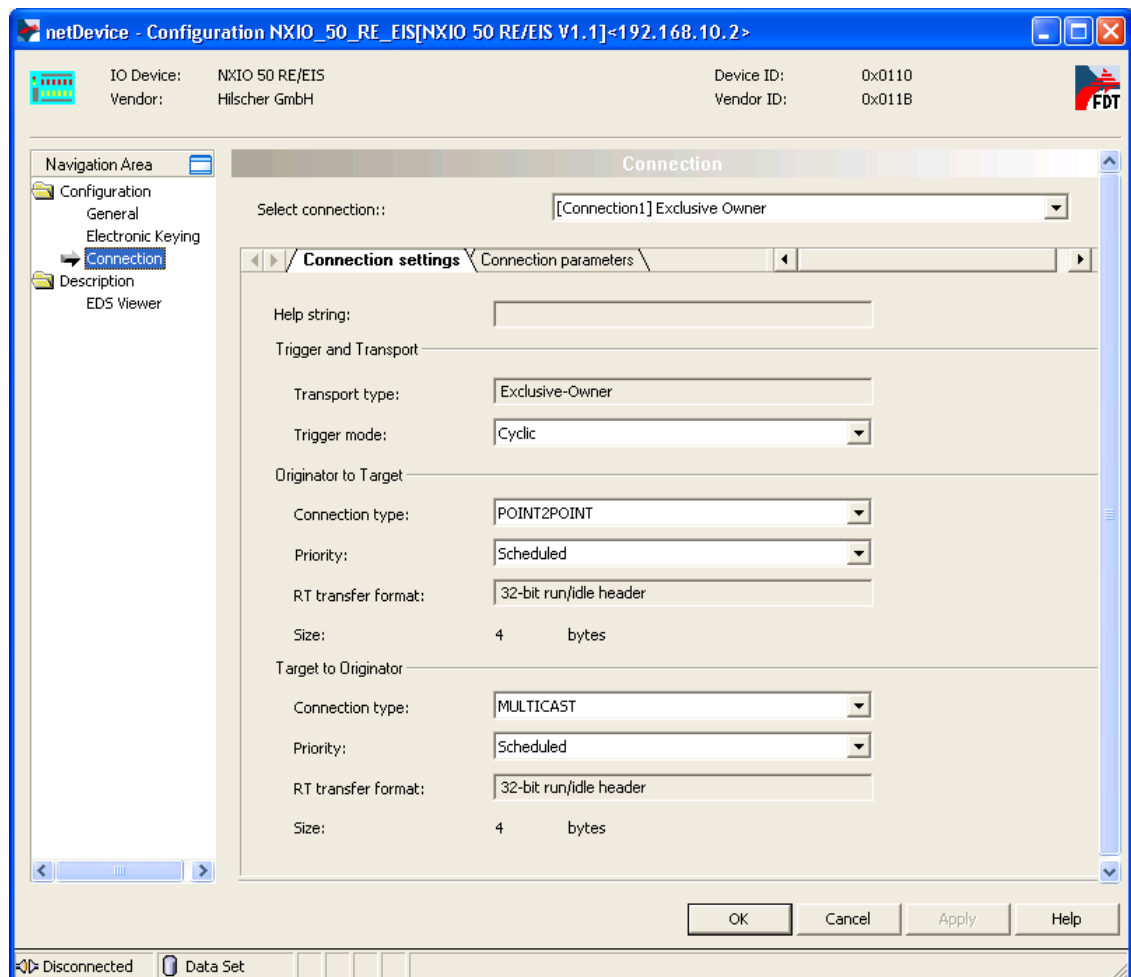 netDevice - Configuration NXIO_50_RE_EIS[NXIO 50 RE/EIS V1.1]<192.168.10.2>
IO Device: NXIO 50 RE/EIS Device ID: 0x0110
Vendor: Hilscher GmbH Vendor ID: 0x011B
FDT
Navigation Area
Configuration
General
Electronic Keying
Connection
Description
EDS Viewer
Connection
Select connection:: [Connection1] Exclusive Owner
Connection settings Connection parameters
Help string:
Trigger and Transport
Transport type: Exclusive-Owner
Trigger mode: Cyclic
Originator to Target
Connection type: POINT2POINT
Priority: Scheduled
RT transfer format: 32-bit run/idle header
Size: 4 bytes
Target to Originator
Connection type: MULTICAST
Priority: Scheduled
RT transfer format: 32-bit run/idle header
Size: 4 bytes
OK Cancel Apply Help
Disconnected Data Set